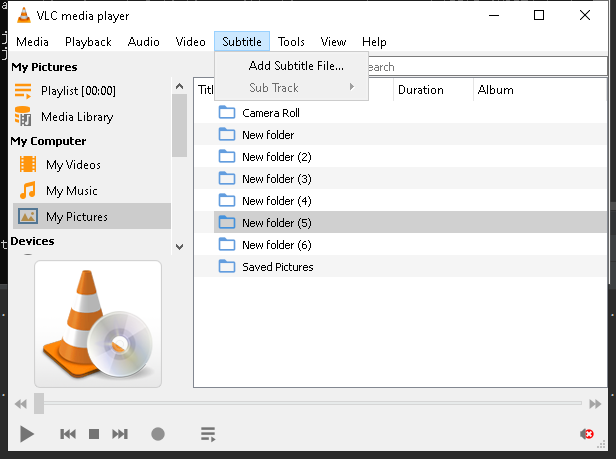 VLC media player
Media Playback Audio Video Subtitle Tools View Help
Add Subtitle File...
Sub Track
My Pictures
Playlist [00:00]
Media Library
My Computer
My Videos
My Music
My Pictures
Devices
Duration Album
Camera Roll
New folder
New folder (2)
New folder (3)
New folder (4)
New folder (5)
New folder (6)
Saved Pictures